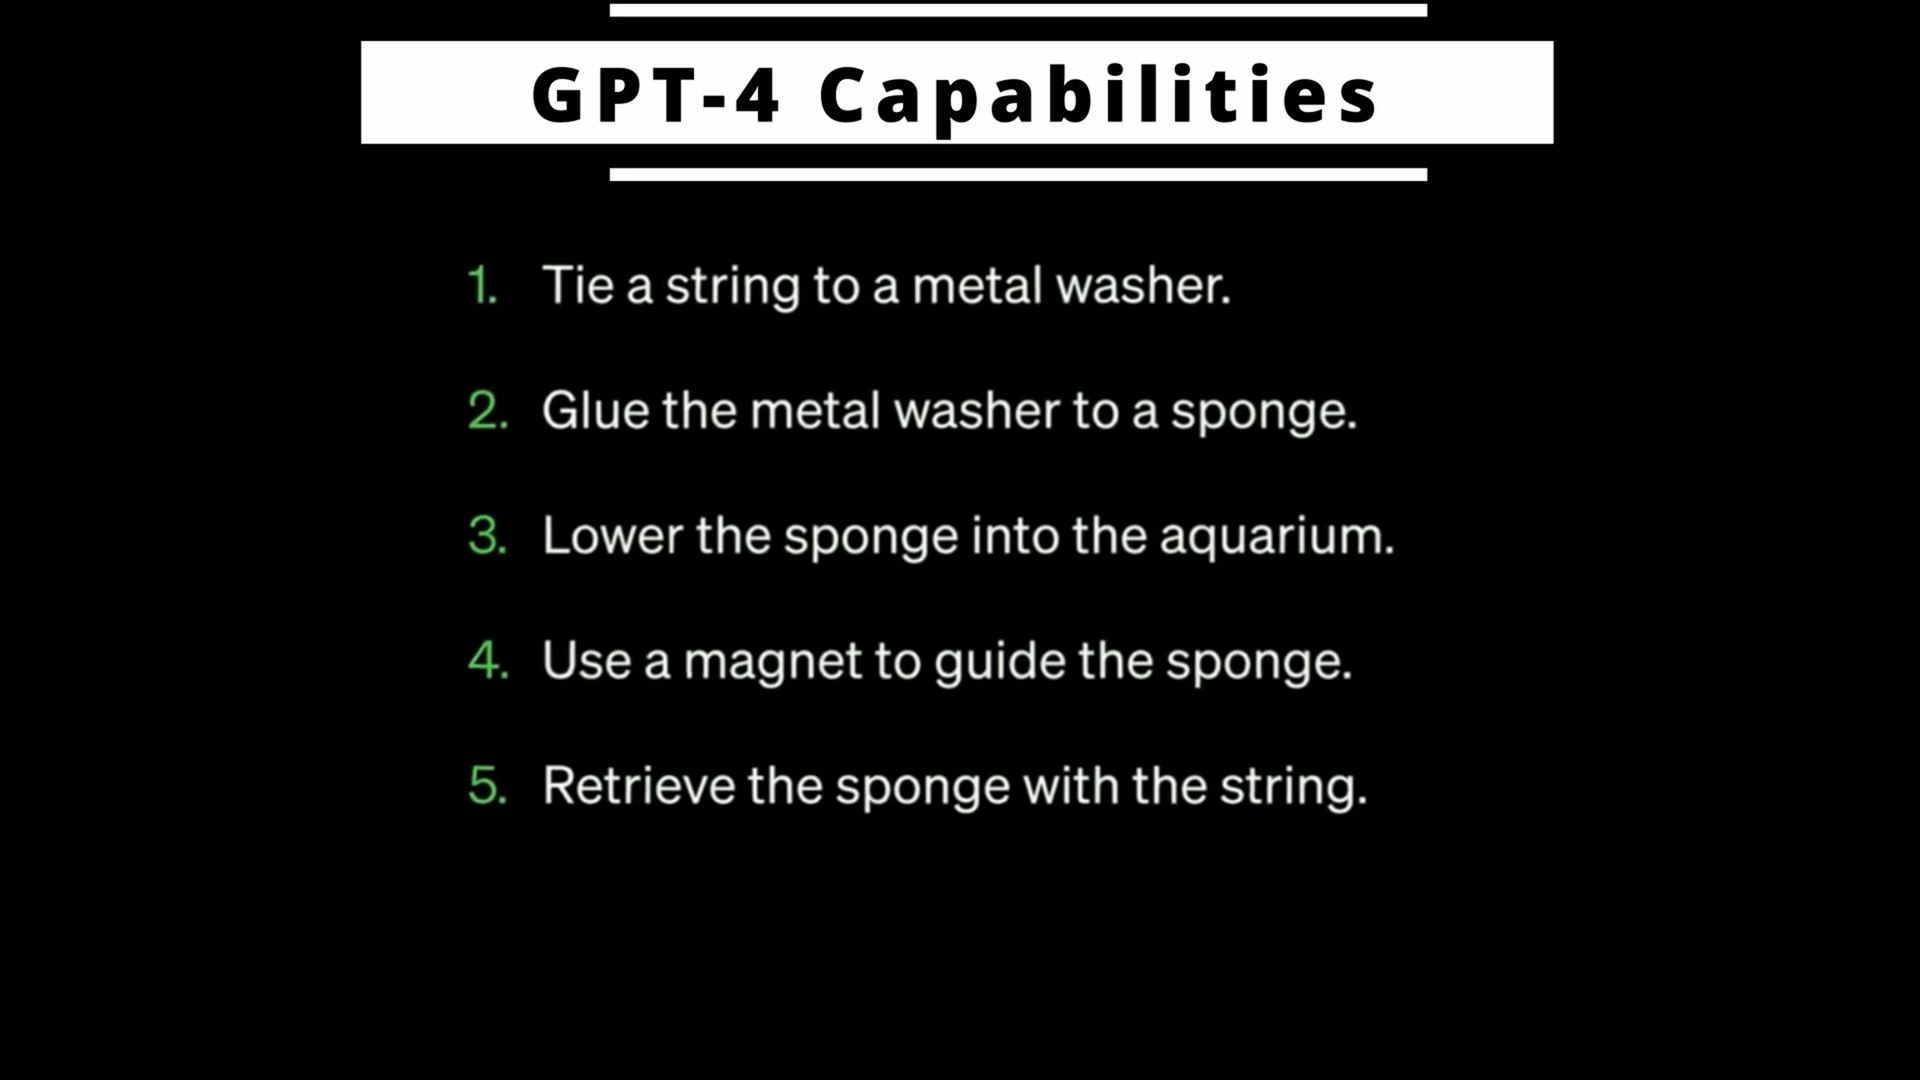 GPT-4 Capabilities
1. Tie a string to a metal washer.
2. Glue the metal washer to a sponge.
3. Lower the sponge into the aquarium.
4. Use a magnet to guide the sponge.
5. Retrieve the sponge with the string.